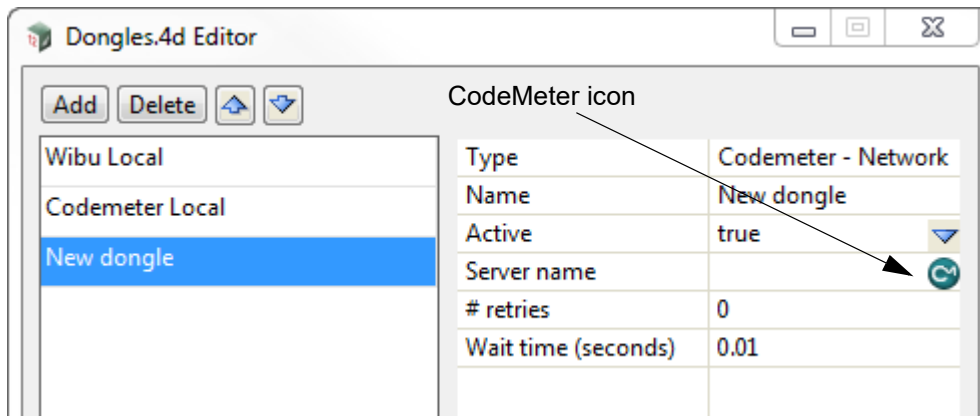 Dongles.4d Editor
Add Delete
CodeMeter icon
Wibu Local
Codemeter Local
New dongle
Type Codemeter - Network
Name New dongle
Active true
Server name
# retries 0
Wait time (seconds) 0.01